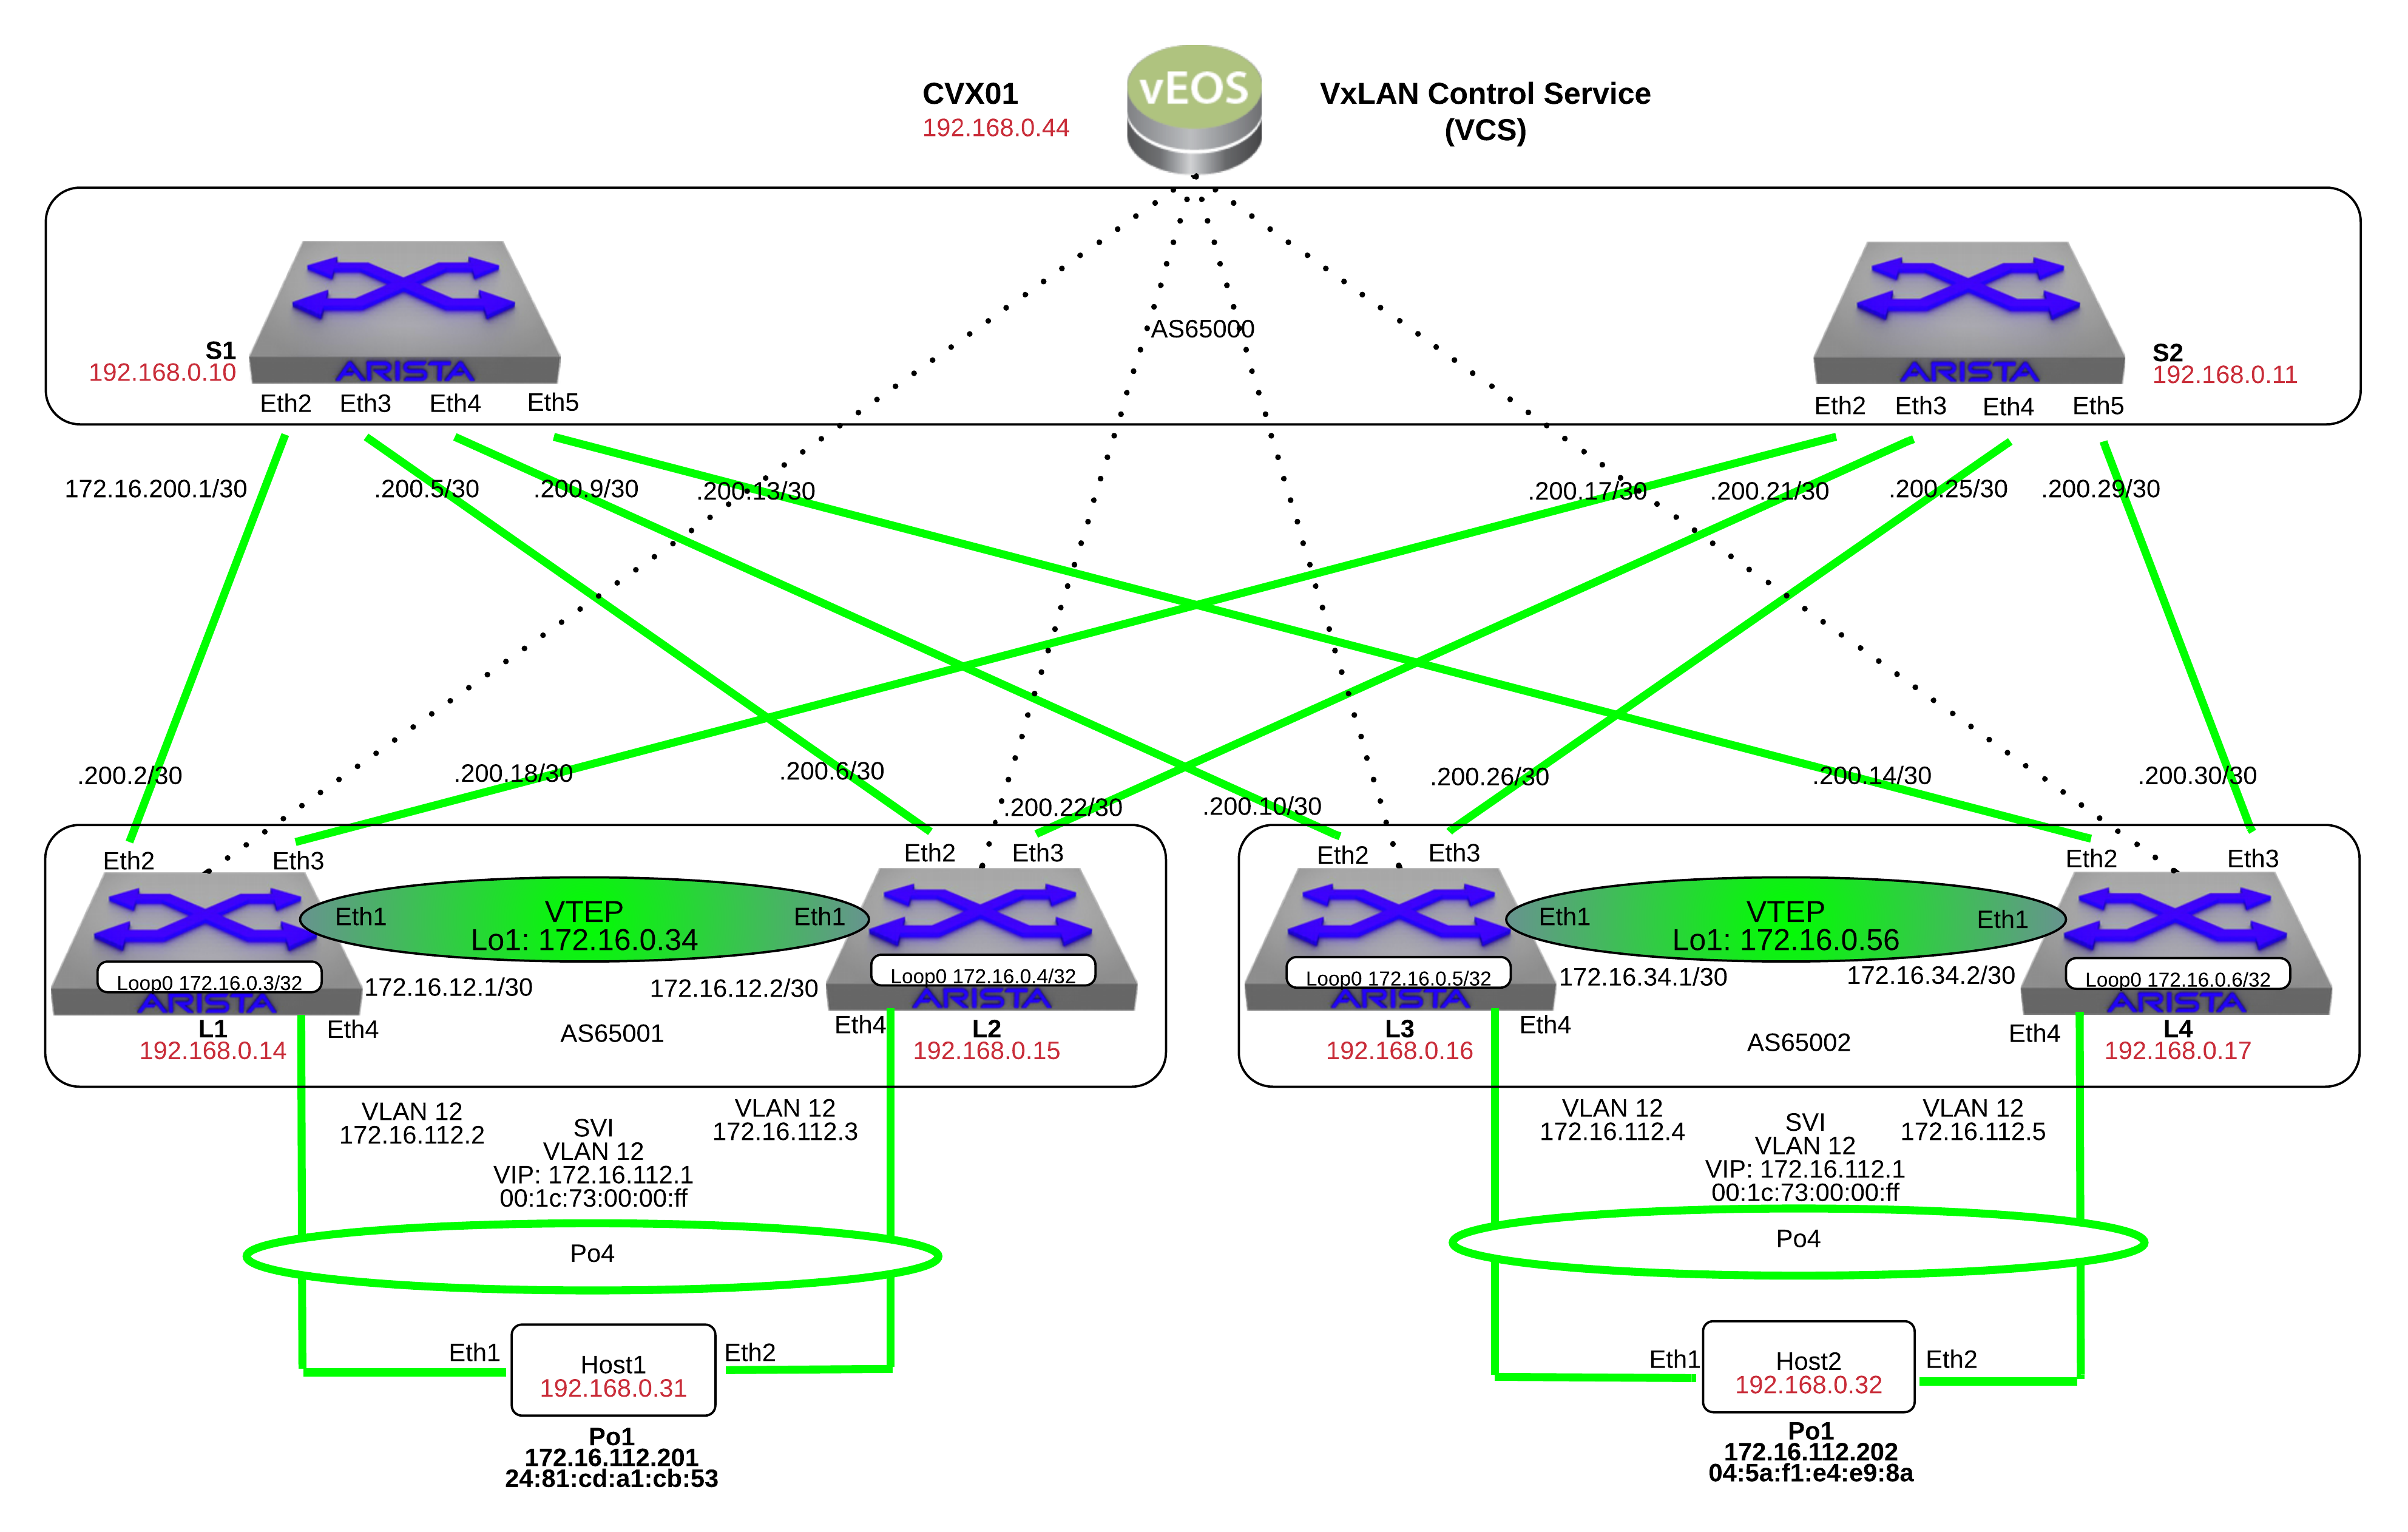 vEOS
CVX01
192.168.0.44
VxLAN Control Service
(VCS)
AS65000
S1
192.168.0.10
ARISTA
Eth2 Eth3 Eth4 Eth5
S2
192.168.0.11
ARISTA
Eth2 Eth3 Eth4 Eth5
172.16.200.1/30 .200.5/30 .200.9/30 .200.13/30 .200.17/30 .200.21/30 .200.25/30 .200.29/30
.200.2/30 .200.18/30 .200.6/30 .200.22/30 .200.10/30 .200.26/30 .200.14/30 .200.30/30
Eth2 Eth3
Eth2 Eth3
Eth2 Eth3
Eth2 Eth3
Eth1 VTEP Eth1
Lo1: 172.16.0.34
Eth1 VTEP Eth1
Lo1: 172.16.0.56
Loop0 172.16.0.3/32
ARISTA
172.16.12.1/30 172.16.12.2/30
Loop0 172.16.0.4/32
ARISTA
Loop0 172.16.0.5/32
ARISTA
172.16.34.1/30 172.16.34.2/30
Loop0 172.16.0.6/32
ARISTA
L1
192.168.0.14
Eth4
AS65001
Eth4
L2
192.168.0.15
L3
192.168.0.16
Eth4
AS65002
Eth4
L4
192.168.0.17
VLAN 12
172.16.112.2
SVI
VLAN 12
VIP: 172.16.112.1
00:1c:73:00:00:ff
VLAN 12
172.16.112.3
VLAN 12
172.16.112.4
SVI
VLAN 12
VIP: 172.16.112.1
00:1c:73:00:00:ff
VLAN 12
172.16.112.5
Po4
Po4
Eth1
Host1
192.168.0.31
Eth2
Po1
172.16.112.201
24:81:cd:a1:cb:53
Eth1
Host2
192.168.0.32
Eth2
Po1
172.16.112.202
04:5a:f1:e4:e9:8a